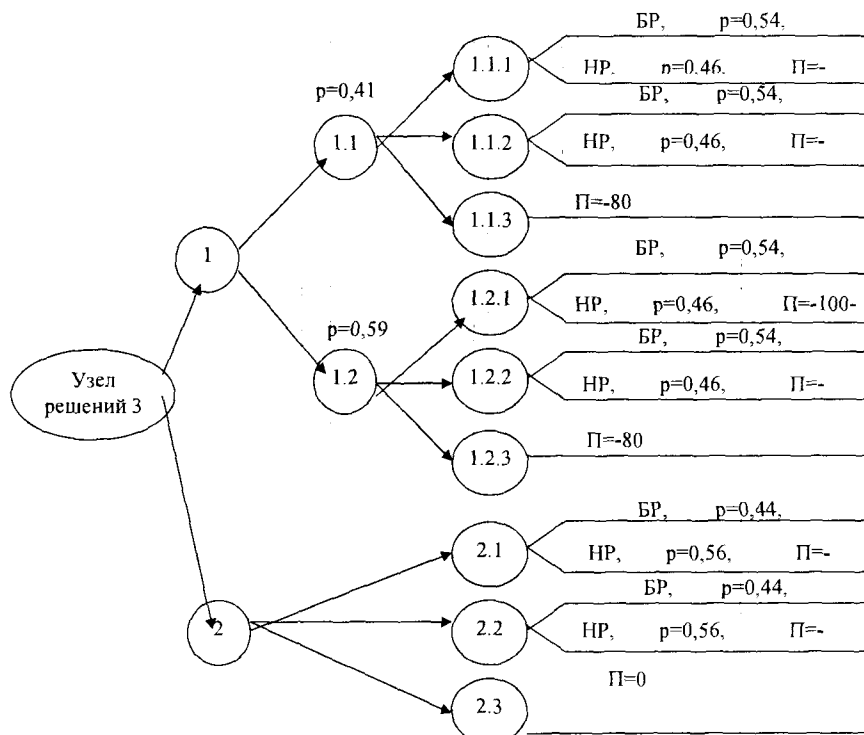 БР, p=0,54,
1.1.1
НР, p=0,46, П=-
p=0,41
БР, p=0,54,
1.1
1.1.2
НР, p=0,46, П=-
1.1.3
П=-80
1
БР, p=0,54,
1.2.1
НР, p=0,46, П=-100-
p=0,59
БР, p=0,54,
1.2
1.2.2
НР, p=0,46, П=-
Узел
решений 3
1.2.3
П=-80
БР, p=0,44,
2.1
НР, p=0,56, П=-
БР, p=0,44,
2
2.2
НР, p=0,56, П=-
П=0
2.3